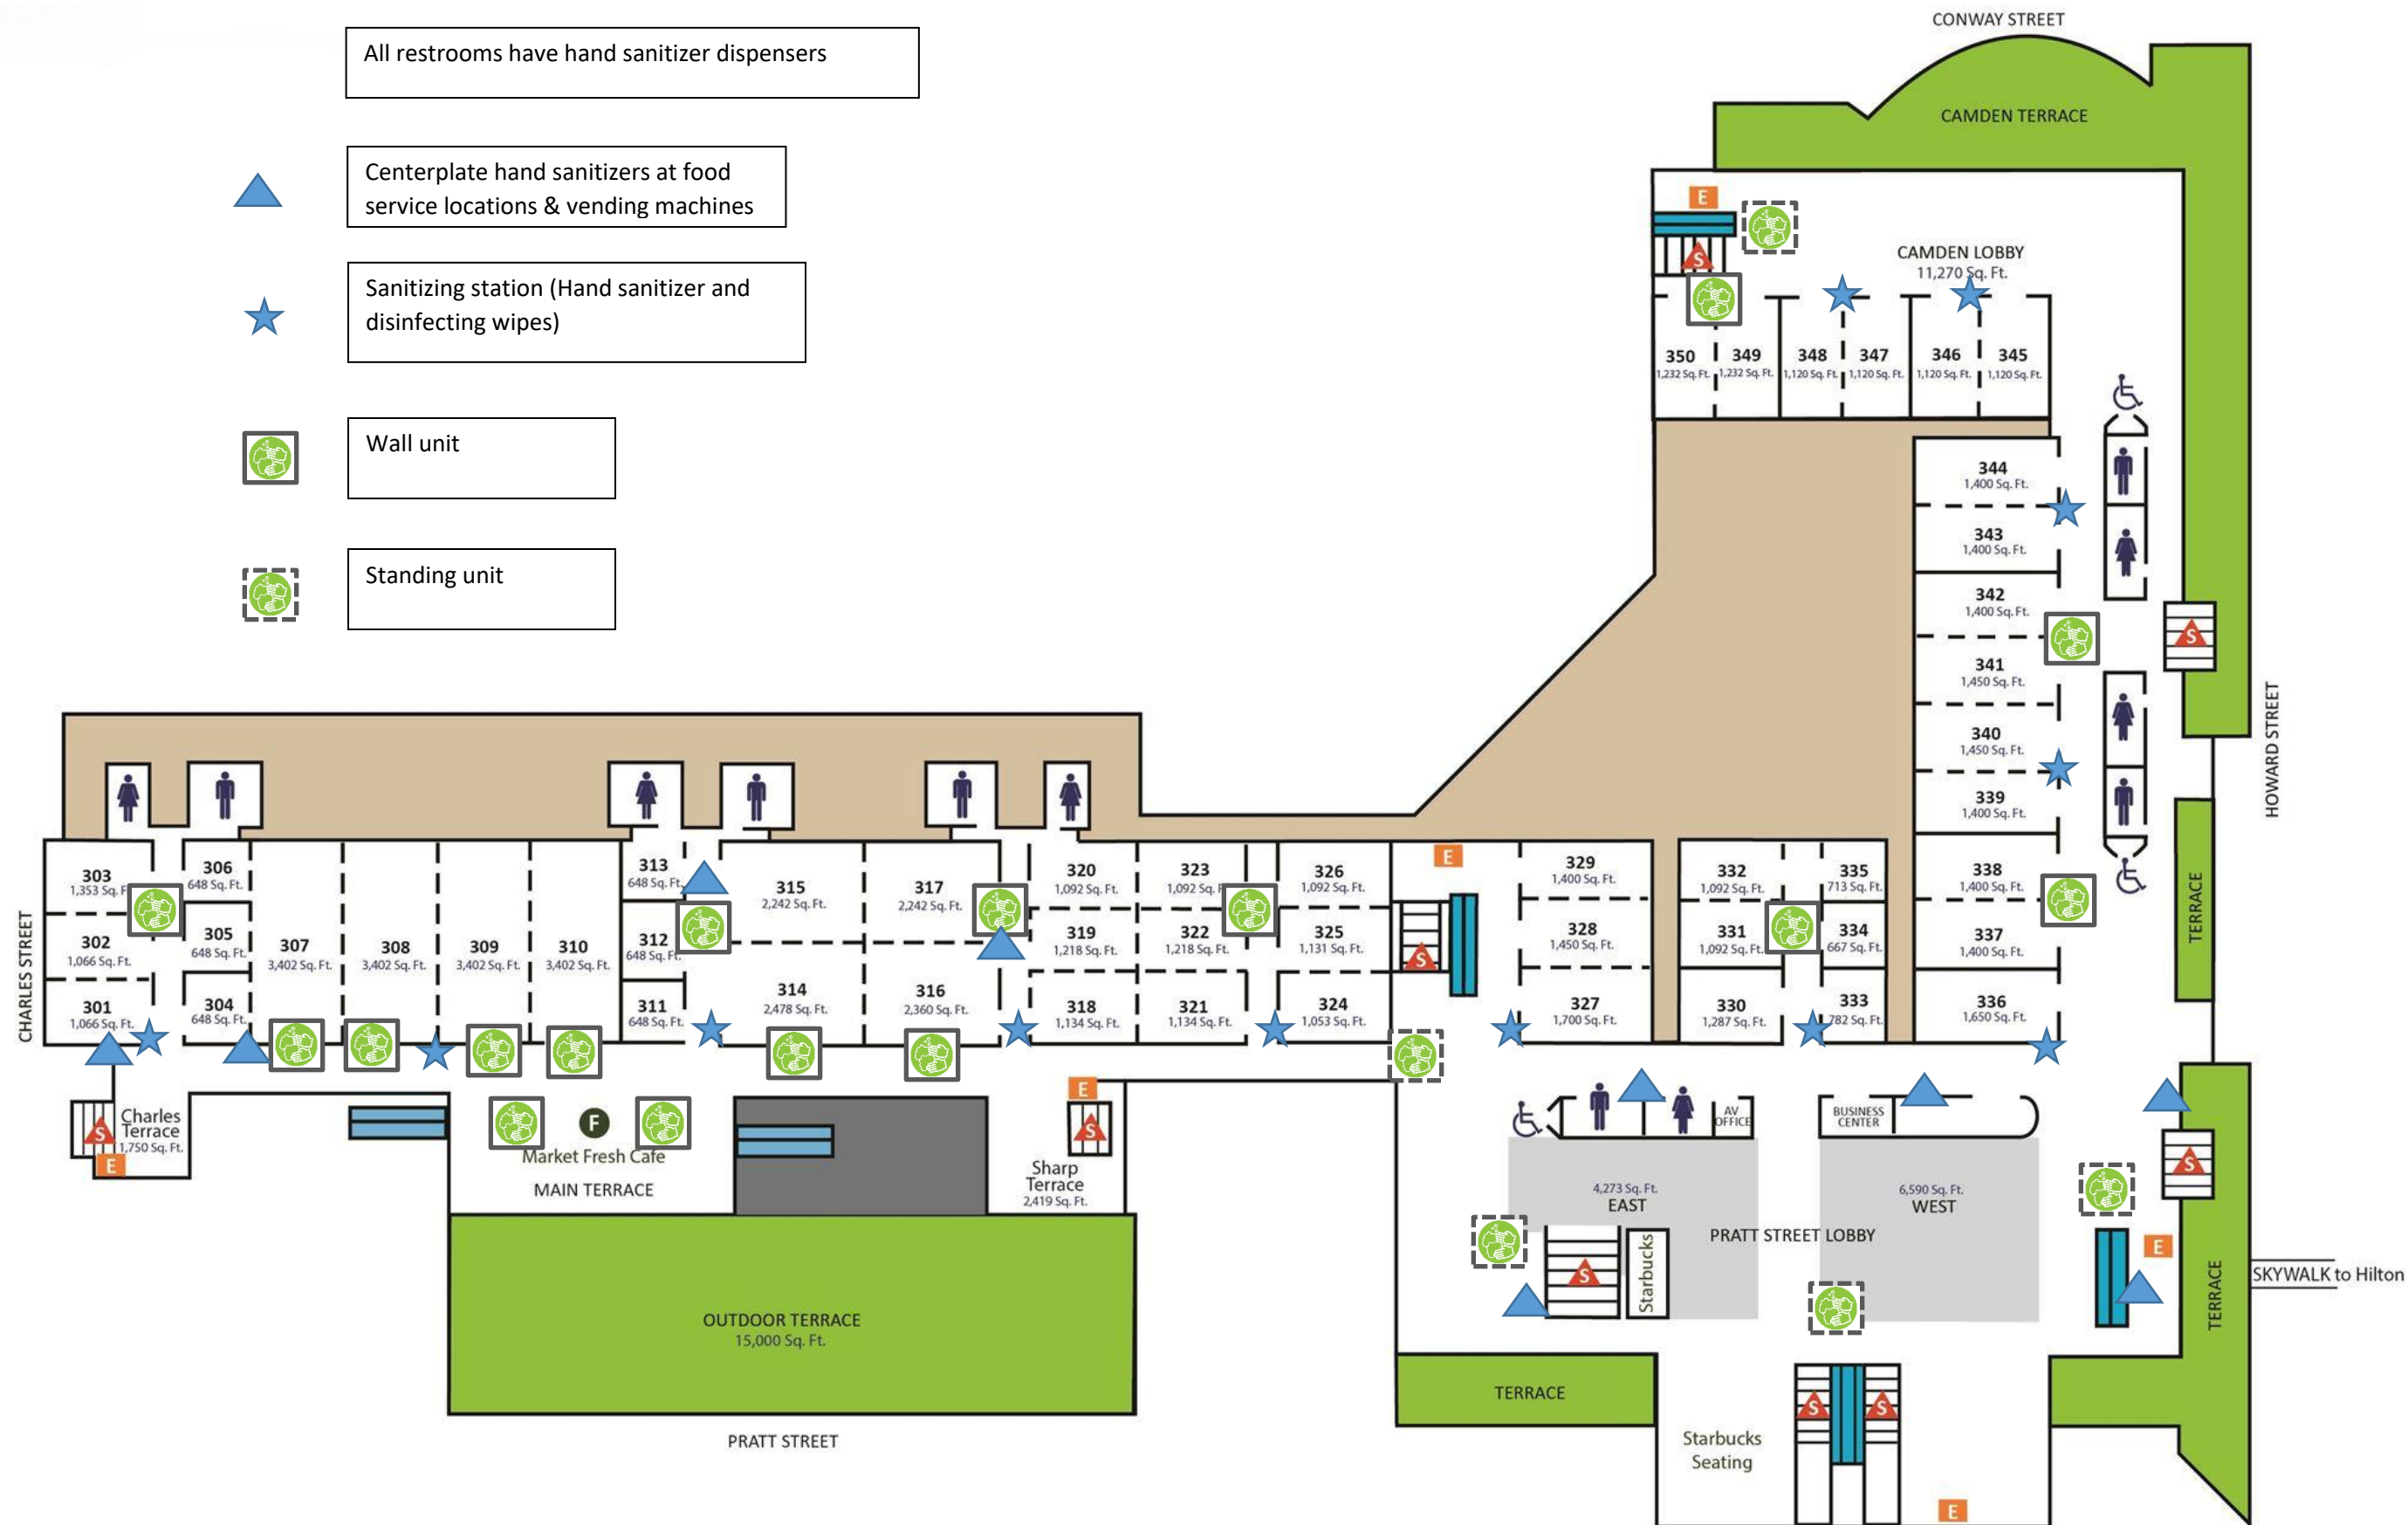 All restrooms have hand sanitizer dispensers
Centerplate hand sanitizers at food
service locations & vending machines
Sanitizing station (Hand sanitizer and
disinfecting wipes)
Wall unit
Standing unit
CONWAY STREET
CAMDEN TERRACE
E
S
CAMDEN LOBBY
11,270 Sq. Ft.
350
1,232 Sq. Ft.
349
1,232 Sq. Ft.
348
1,120 Sq. Ft.
347
1,120 Sq. Ft.
346
1,120 Sq. Ft.
345
1,120 Sq. Ft.
344
1,400 Sq. Ft.
343
1,400 Sq. Ft.
342
1,400 Sq. Ft.
341
1,450 Sq. Ft.
340
1,450 Sq. Ft.
339
1,400 Sq. Ft.
338
1,400 Sq. Ft.
337
1,400 Sq. Ft.
336
1,650 Sq. Ft.
S
HOWARD STREET
TERRACE
CHARLES STREET
303
1,353 Sq. F
302
1,066 Sq. Ft.
301
1,066 Sq. Ft.
306
648 Sq. Ft.
305
648 Sq. Ft.
304
648 Sq. Ft.
307
3,402 Sq. Ft.
308
3,402 Sq. Ft.
309
3,402 Sq. Ft.
310
3,402 Sq. Ft.
313
648 Sq. Ft.
312
648 Sq. Ft.
311
648 Sq. Ft.
315
2,242 Sq. Ft.
314
2,478 Sq. Ft.
317
2,242 Sq. Ft.
316
2,360 Sq. Ft.
320
1,092 Sq. Ft.
319
1,218 Sq. Ft.
318
1,134 Sq. Ft.
323
1,092 Sq. F
322
1,218 Sq. Ft.
321
1,134 Sq. Ft.
326
1,092 Sq. Ft.
325
1,131 Sq. Ft.
324
1,053 Sq. Ft.
E
S
329
1,400 Sq. Ft.
328
1,450 Sq. Ft.
327
1,700 Sq. Ft.
332
1,092 Sq. Ft.
331
1,092 Sq. Ft.
330
1,287 Sq. Ft.
335
713 Sq. Ft.
334
667 Sq. Ft.
333
782 Sq. Ft.
S
Charles
Terrace
1,750 Sq. Ft.
E
F
Market Fresh Cafe
MAIN TERRACE
E
S
Sharp
Terrace
2,419 Sq. Ft.
OUTDOOR TERRACE
15,000 Sq. Ft.
PRATT STREET
AV
OFFICE
BUSINESS
CENTER
4,273 Sq. Ft.
EAST
6,590 Sq. Ft.
WEST
PRATT STREET LOBBY
S
Starbucks
S
E
TERRACE
SKYWALK to Hilton
TERRACE
S
S
Starbucks
Seating
E